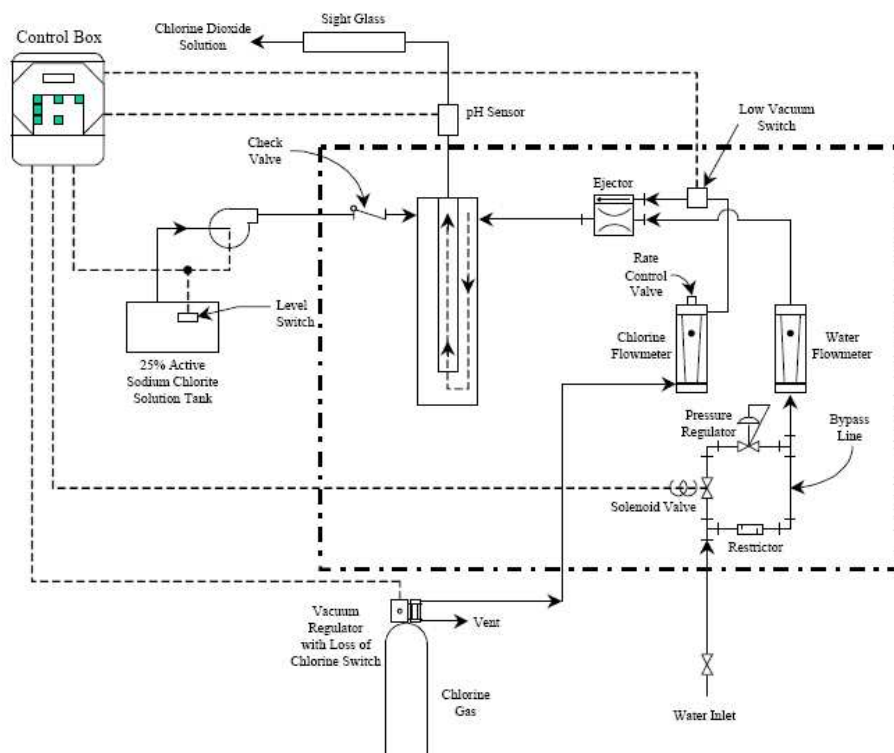 Sight Glass
Chlorine Dioxide
Solution
Control Box
pH Sensor
Low Vacuum
Switch
Check
Valve
Ejector
Rate
Control
Valve
Level
Switch
Chlorine
Flowmeter
Water
Flowmeter
25% Active
Sodium Chlorite
Solution Tank
Pressure
Regulator
Bypass
Line
Solenoid Valve
Restrictor
Vacuum
Regulator
with Loss of
Chlorine Switch
Vent
Chlorine
Gas
Water Inlet